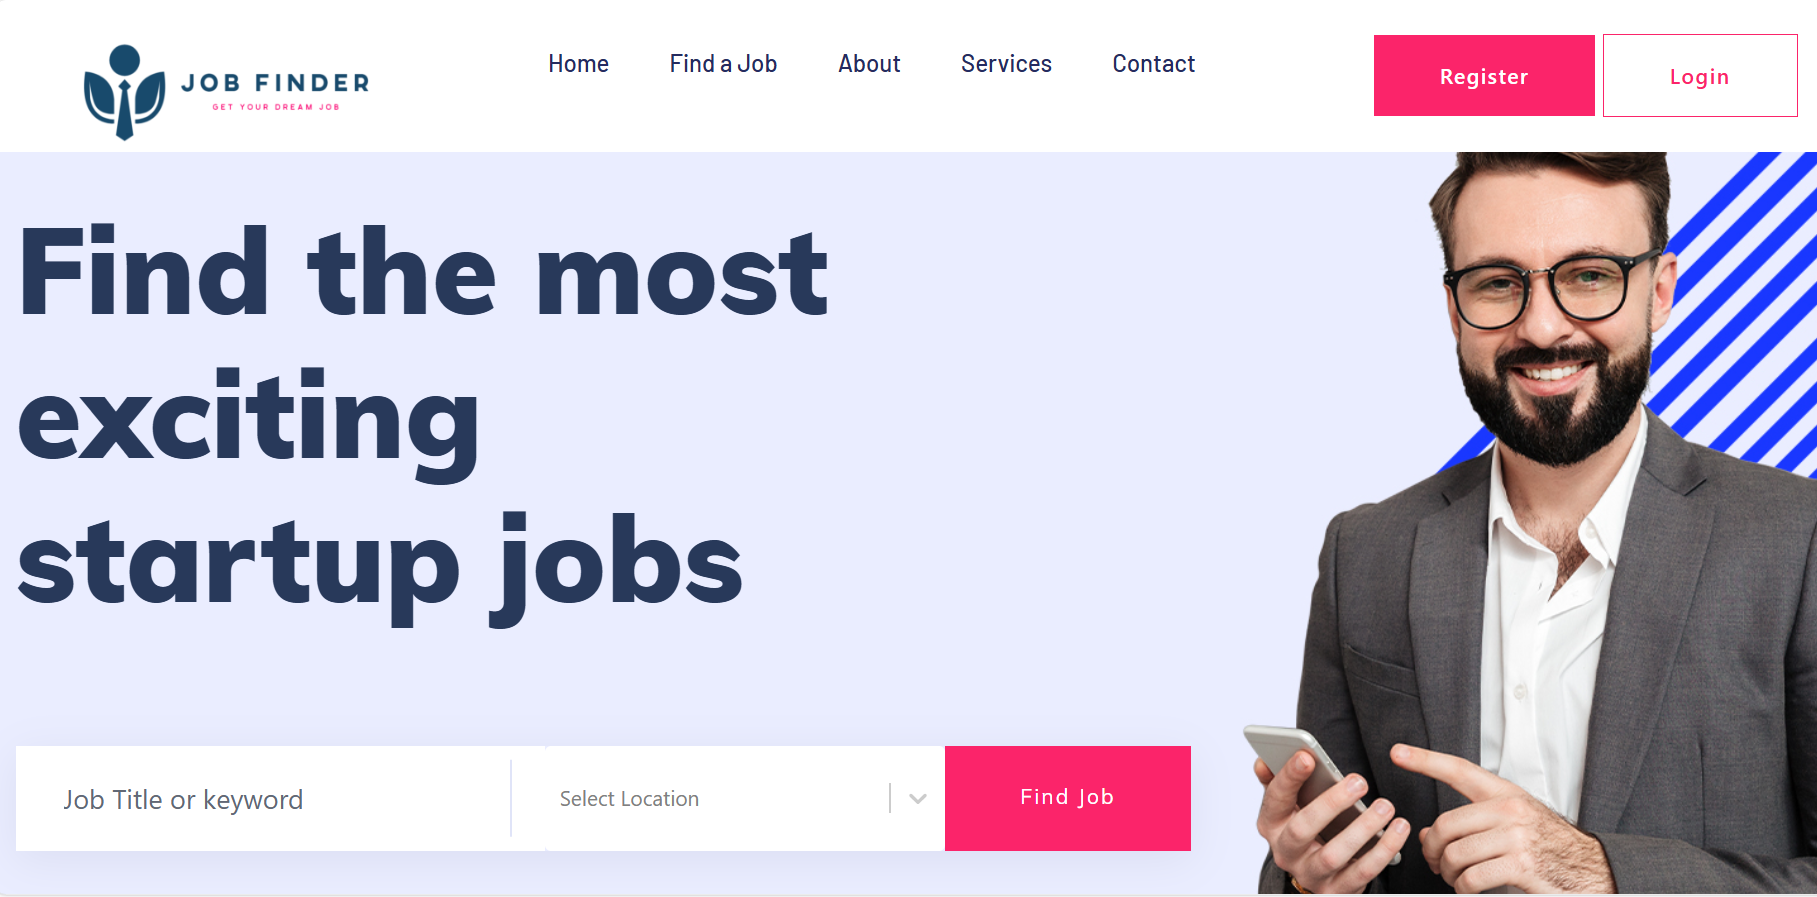 JOB FINDER
GET YOUR DREAM JOB
Home
Find a Job
About
Services
Contact
Register
Login
Find the most
exciting
startup jobs
Job Title or keyword
Select Location
Find Job